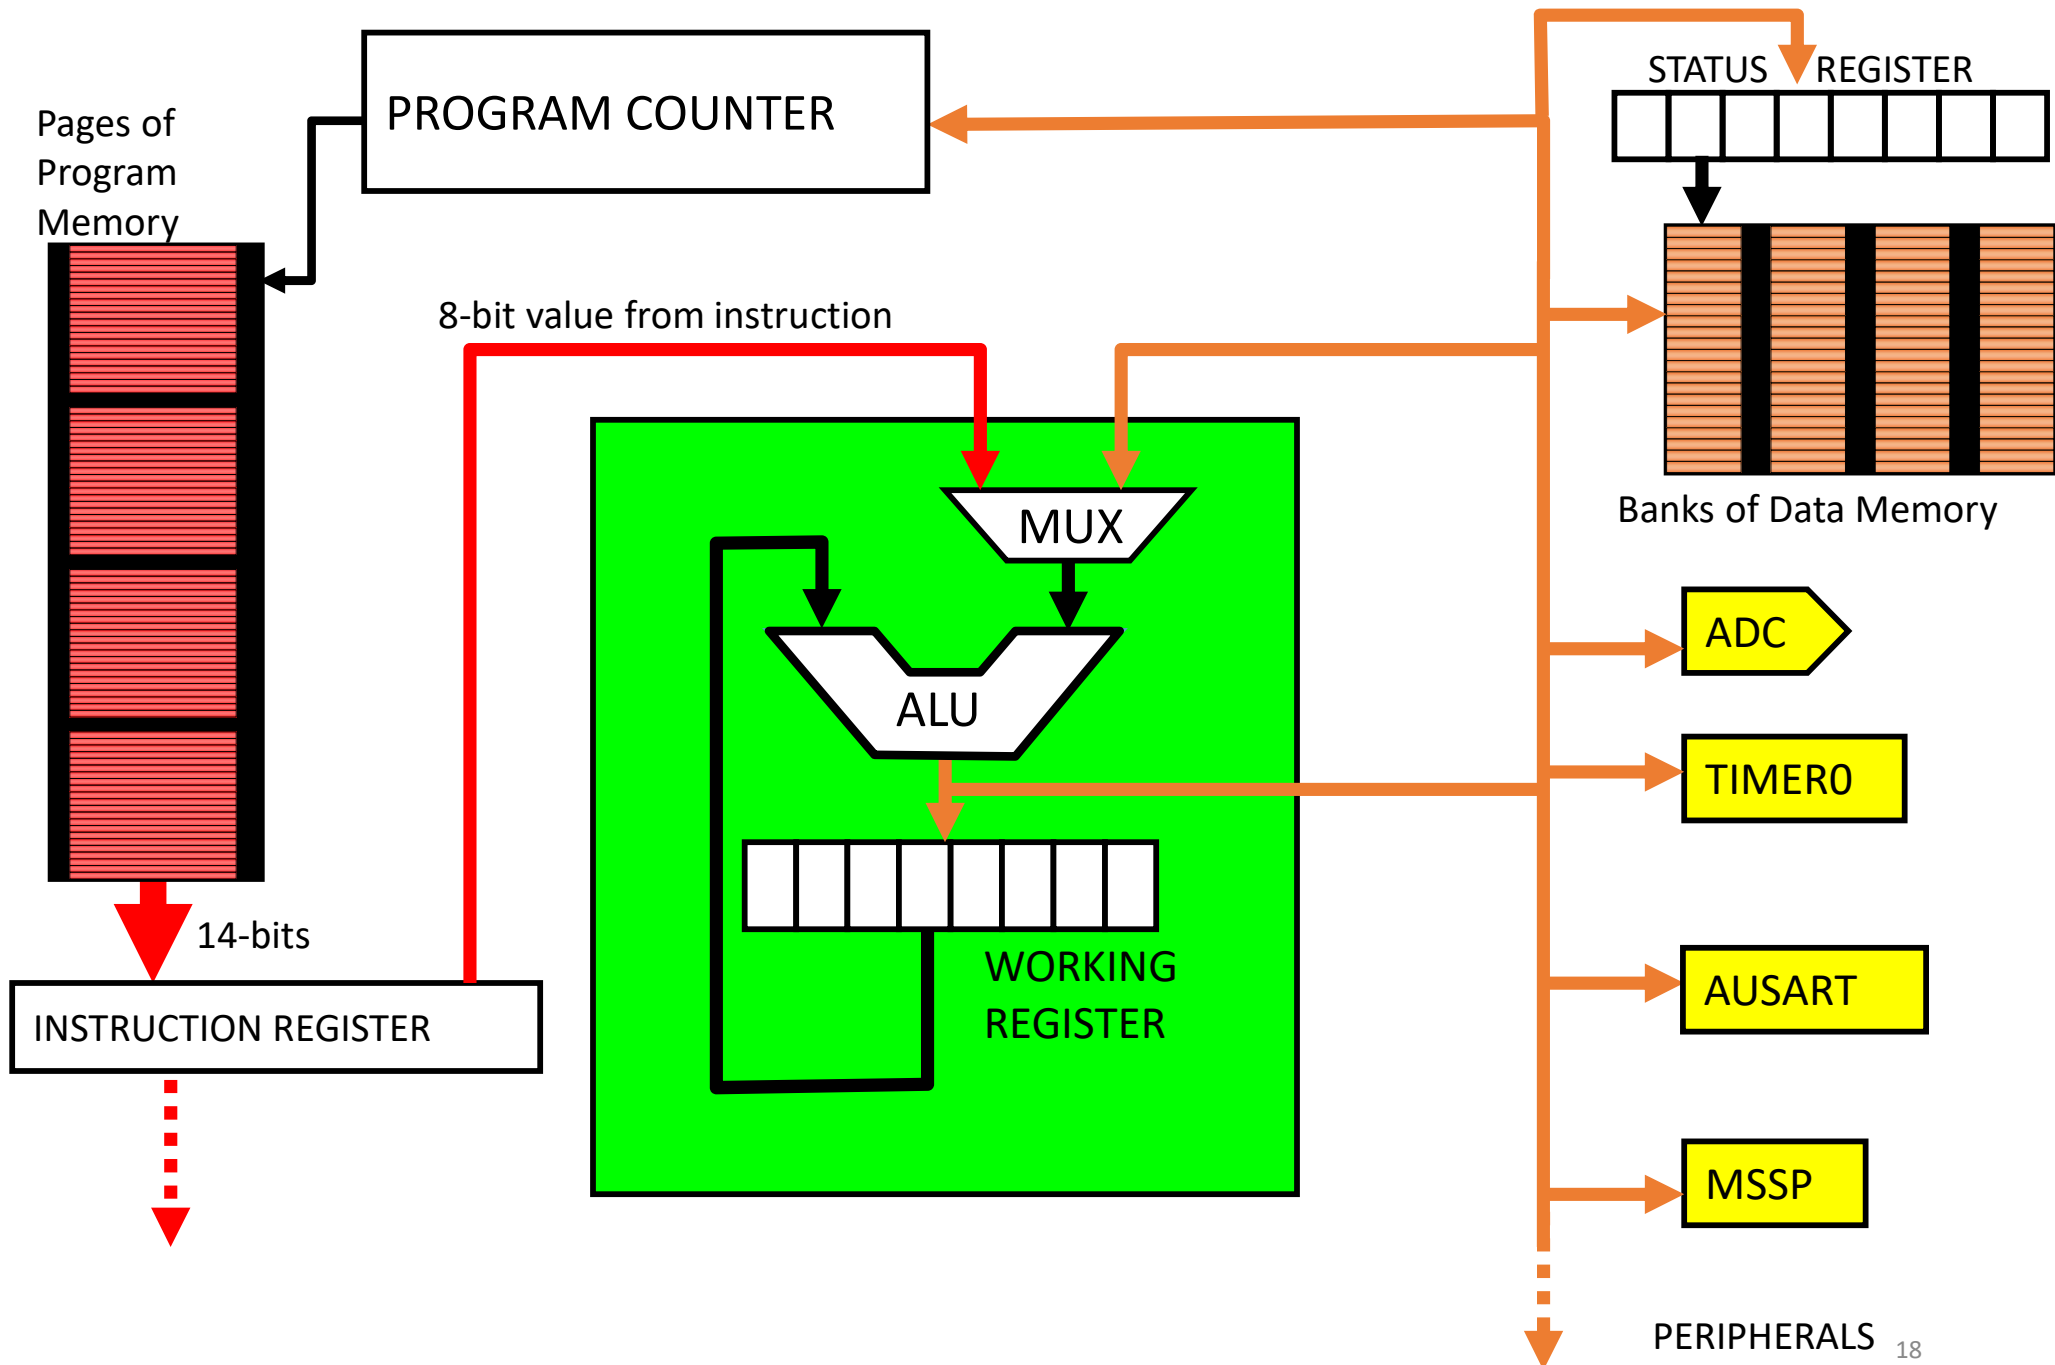 STATUS REGISTER
PROGRAM COUNTER
Pages of
Program
Memory
8-bit value from instruction
MUX
Banks of Data Memory
ADC
ALU
TIMER0
14-bits
WORKING
REGISTER
INSTRUCTION REGISTER
AUSART
MSSP
PERIPHERALS
18